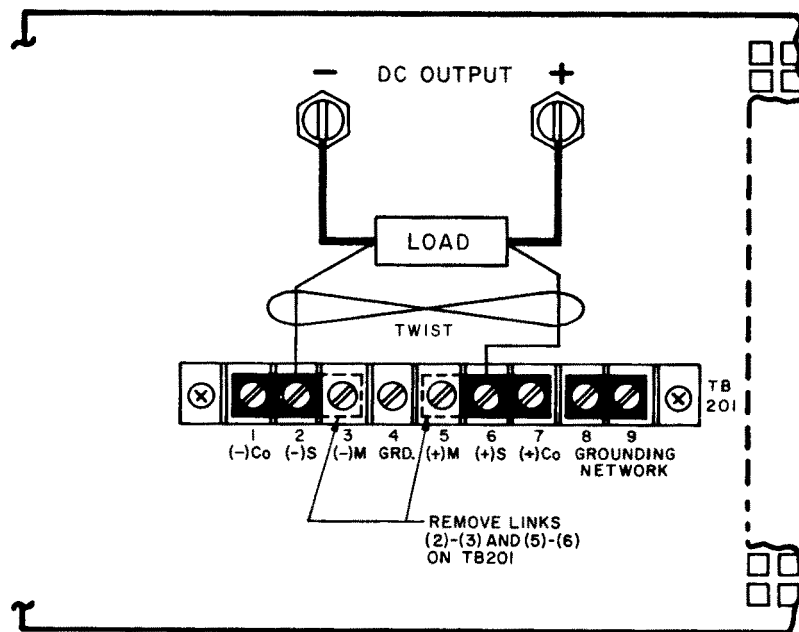 − DC OUTPUT +
LOAD
TWIST
TB
201
1 2 3 4 5 6 7 8 9
(-)Co (-)S (-)M GRD. (+)M (+)S (+)Co GROUNDING
NETWORK
REMOVE LINKS
(2)-(3) AND (5)-(6)
ON TB201